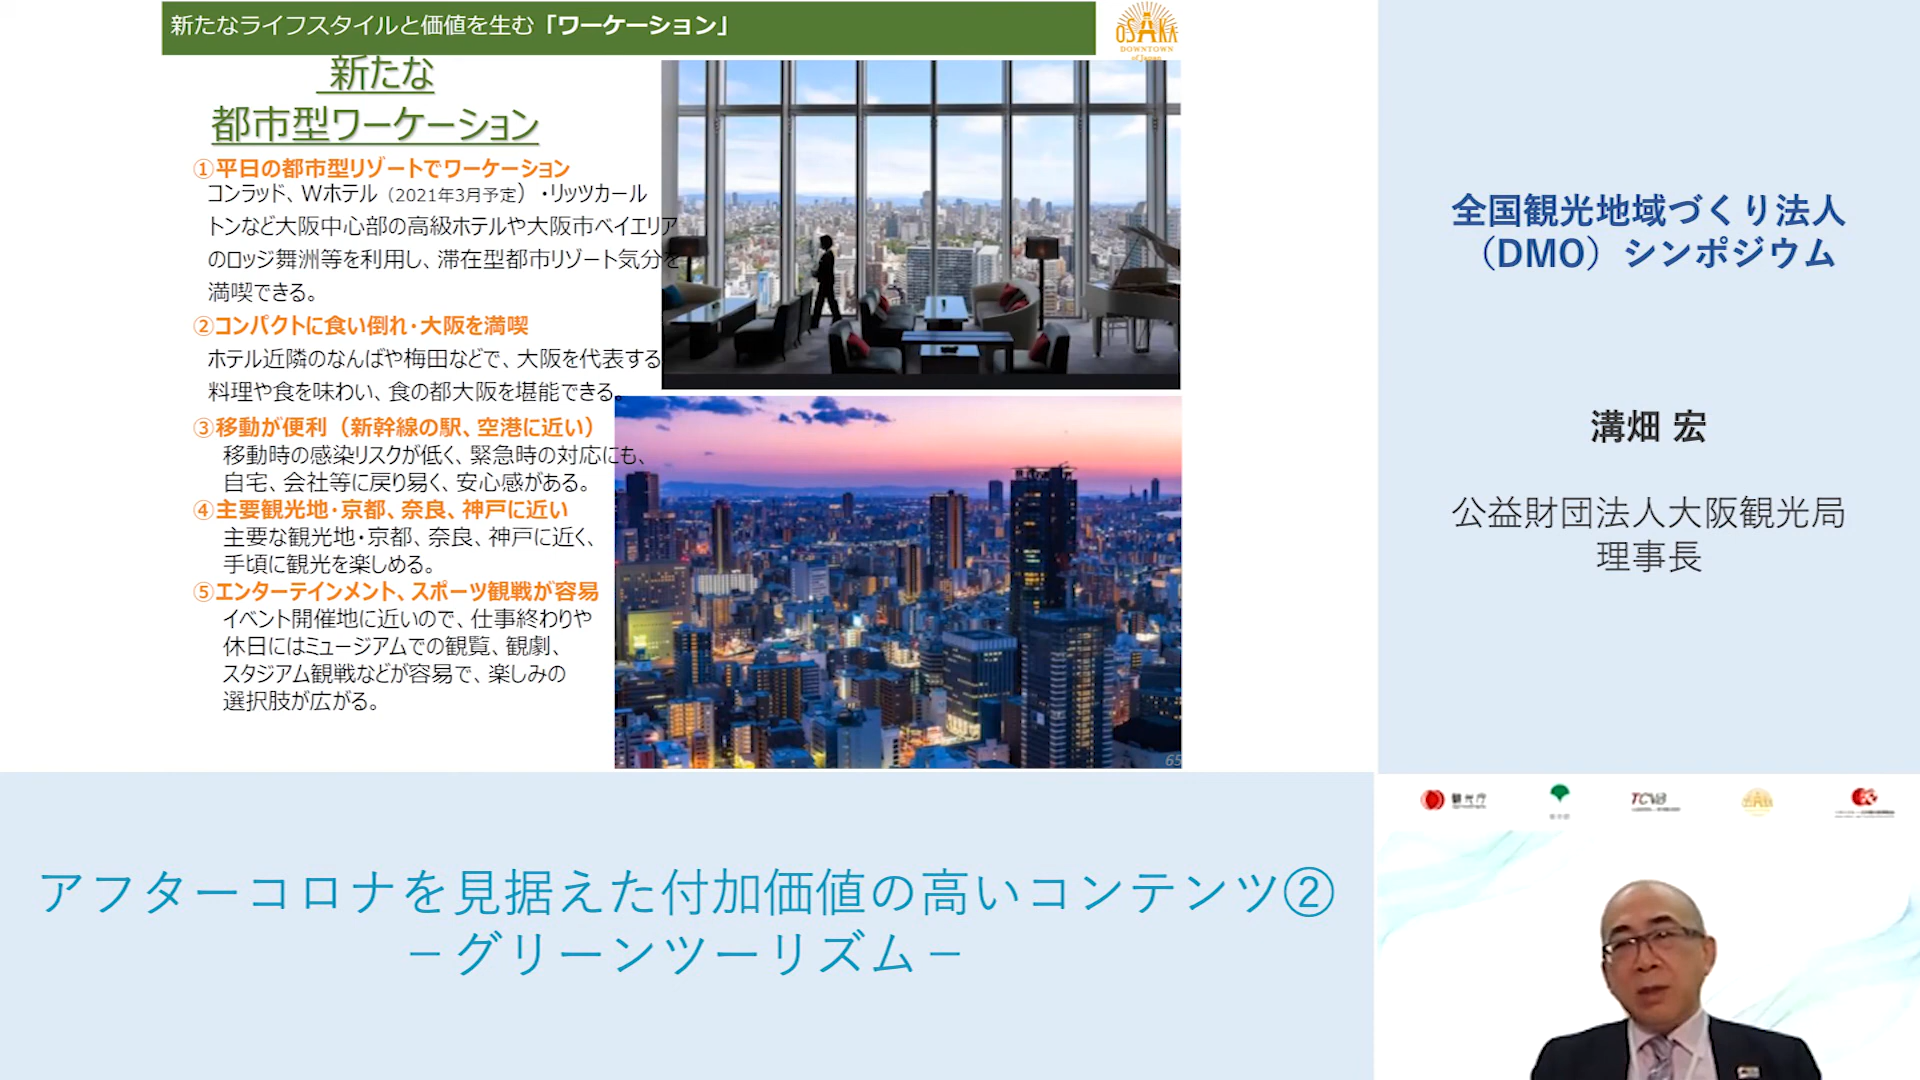 新たなライフスタイルと価値を生む「ワーケーション」
OSAKA
DOWNTOWN
of Japan
新たな
都市型ワーケーション
①平日の都市型リゾートでワーケーション
コンラッド、Wホテル（2021年3月予定）・リッツカール
トンなど大阪中心部の高級ホテルや大阪市ベイエリア
のロッジ舞洲等を利用し、滞在型都市リゾート気分を
満喫できる。
②コンパクトに食い倒れ・大阪を満喫
ホテル近隣のなんばや梅田などで、大阪を代表する
料理や食を味わい、食の都大阪を堪能できる。
③移動が便利（新幹線の駅、空港に近い）
移動時の感染リスクが低く、緊急時の対応にも、
自宅、会社等に戻り易く、安心感がある。
④主要観光地・京都、奈良、神戸に近い
主要な観光地・京都、奈良、神戸に近く、
手頃に観光を楽しめる。
⑤エンターテインメント、スポーツ観戦が容易
イベント開催地に近いので、仕事終わりや
休日にはミュージアムでの観覧、観劇、
スタジアム観戦などが容易で、楽しみの
選択肢が広がる。
65
全国観光地域づくり法人
（DMO）シンポジウム
溝畑 宏
公益財団法人大阪観光局
理事長
観光庁
東京都
TCVB
アフターコロナを見据えた付加価値の高いコンテンツ②
－グリーンツーリズム－